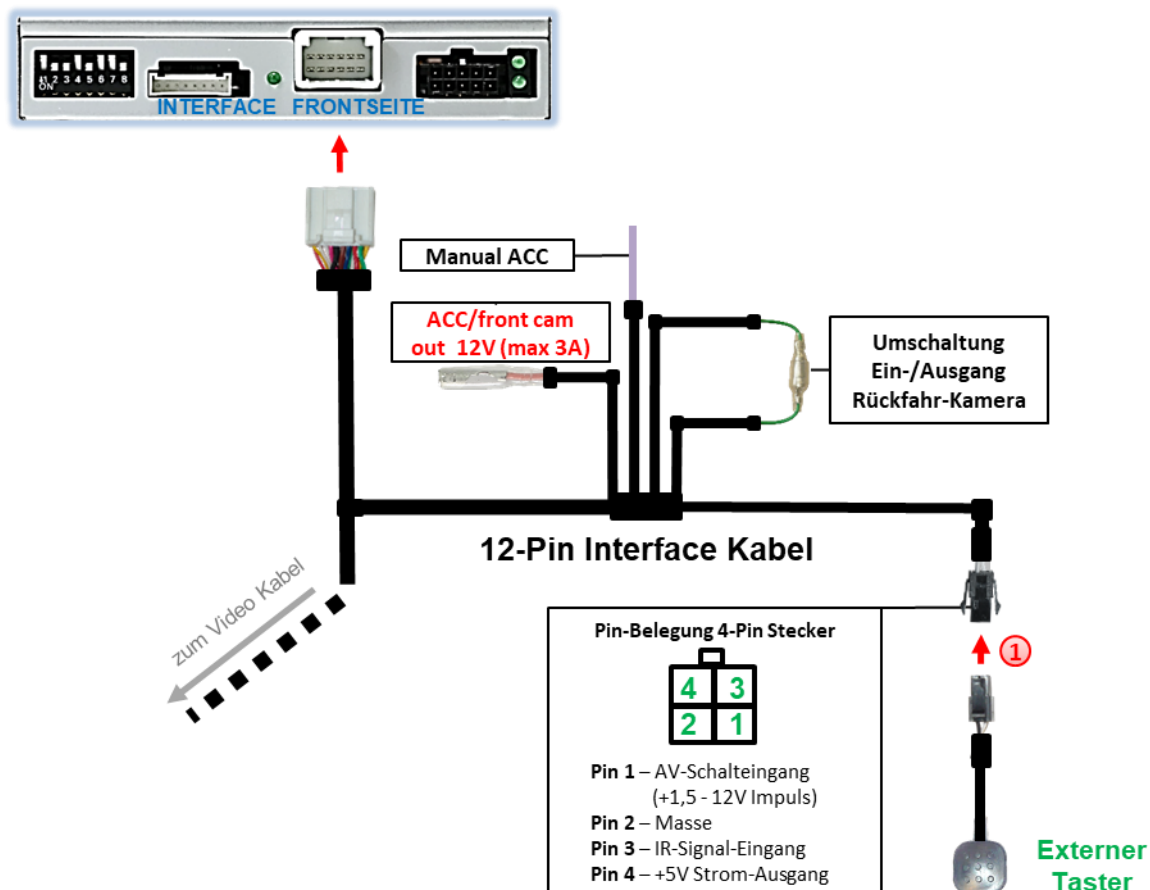 1 2 3 4 5 6 7 8
ON
INTERFACE FRONTSEITE
Manual ACC
ACC/front cam
out 12V (max 3A)
Umschaltung
Ein-/Ausgang
Rückfahr-Kamera
12-Pin Interface Kabel
zum Video Kabel
Pin-Belegung 4-Pin Stecker
4 3
2 1
Pin 1 – AV-Schalteingang
(+1,5 - 12V Impuls)
Pin 2 – Masse
Pin 3 – IR-Signal-Eingang
Pin 4 – +5V Strom-Ausgang
1
Externer
Taster